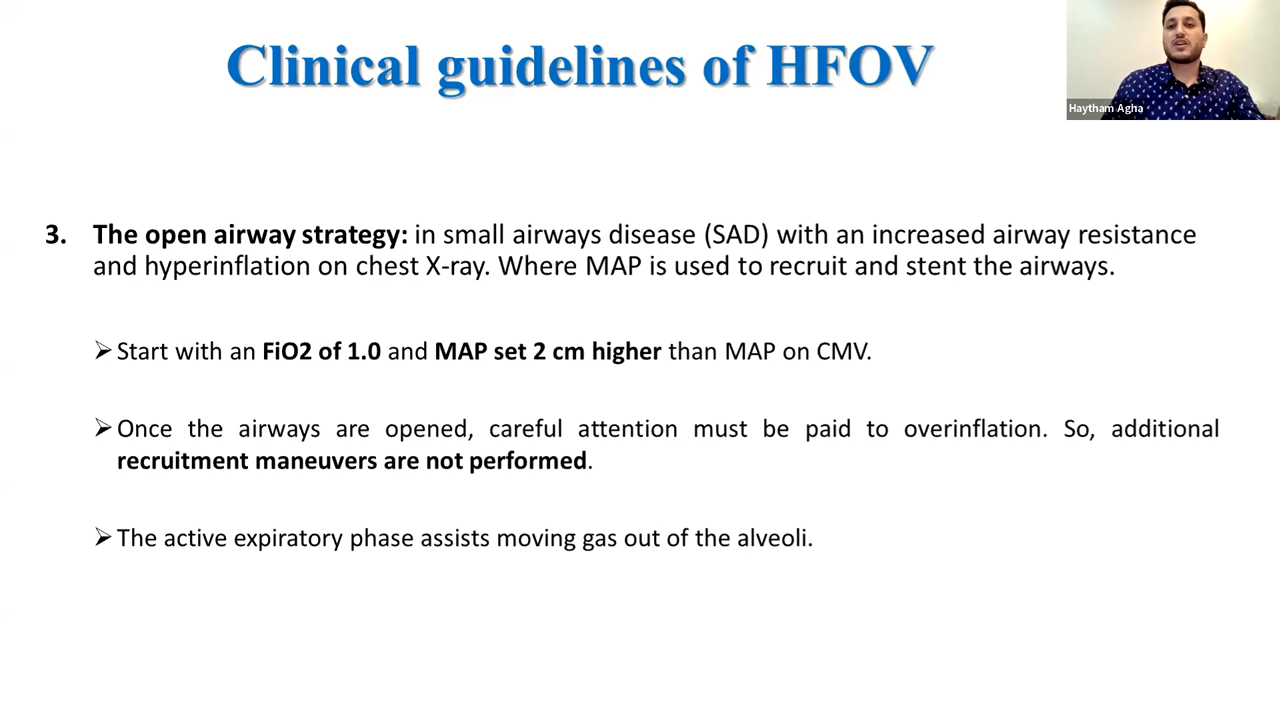 Clinical guidelines of HFOV
Haytham Agha
3. The open airway strategy: in small airways disease (SAD) with an increased airway resistance
and hyperinflation on chest X-ray. Where MAP is used to recruit and stent the airways.
➢Start with an FiO2 of 1.0 and MAP set 2 cm higher than MAP on CMV.
➢Once the airways are opened, careful attention must be paid to overinflation. So, additional
recruitment maneuvers are not performed.
➢The active expiratory phase assists moving gas out of the alveoli.